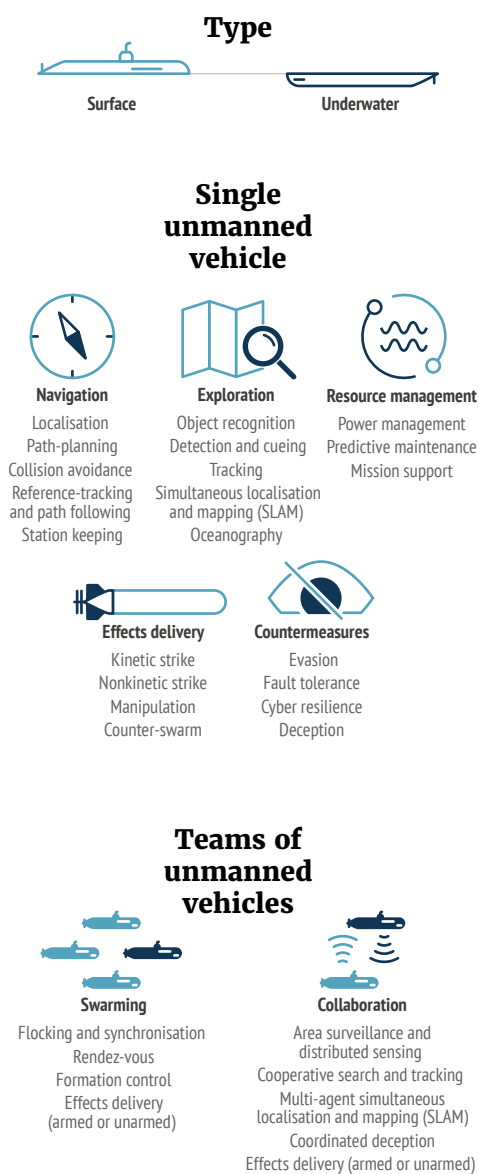 Type
Surface
Underwater
Single
unmanned
vehicle
Navigation
Localisation
Path-planning
Collision avoidance
Reference-tracking
and path following
Station keeping
Exploration
Object recognition
Detection and cueing
Tracking
Simultaneous localisation
and mapping (SLAM)
Oceanography
Resource management
Power management
Predictive maintenance
Mission support
Effects delivery
Kinetic strike
Nonkinetic strike
Manipulation
Counter-swarm
Countermeasures
Evasion
Fault tolerance
Cyber resilience
Deception
Teams of
unmanned
vehicles
Swarming
Flocking and synchronisation
Rendez-vous
Formation control
Effects delivery
(armed or unarmed)
Collaboration
Area surveillance and
distributed sensing
Cooperative search and tracking
Multi-agent simultaneous
localisation and mapping (SLAM)
Coordinated deception
Effects delivery (armed or unarmed)